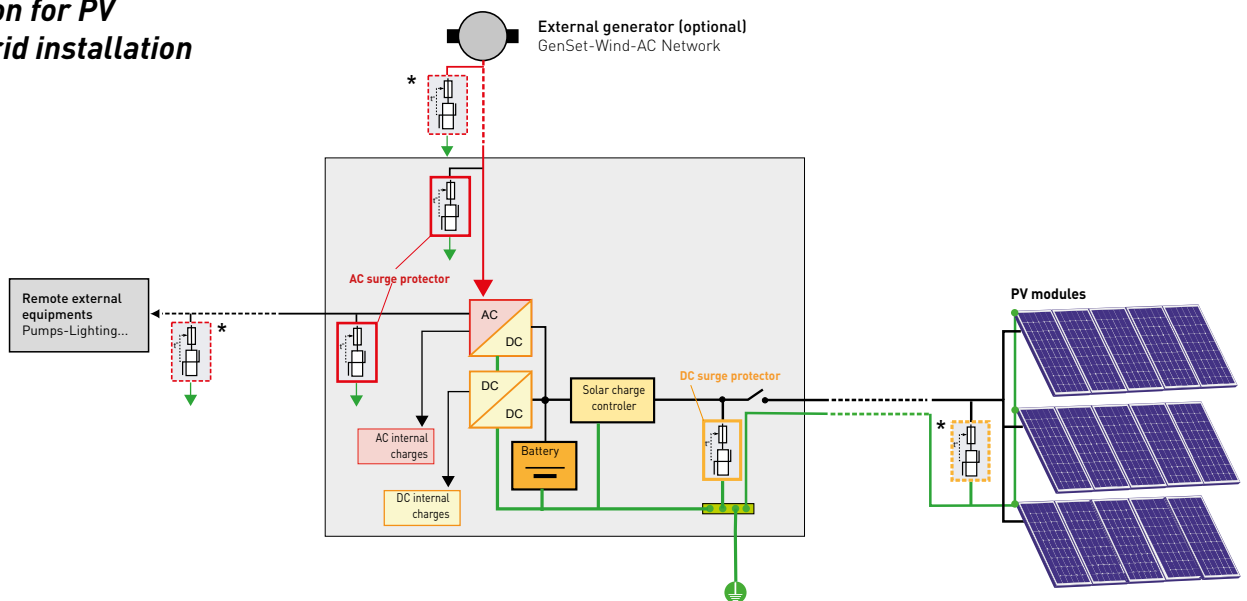 on for PV
rid installation
External generator (optional)
GenSet-Wind-AC Network
*
AC surge protector
Remote external
equipments
Pumps-Lighting...
*
AC
DC
DC
DC
Solar charge
controler
DC surge protector
PV modules
*
AC internal
charges
Battery
DC internal
charges